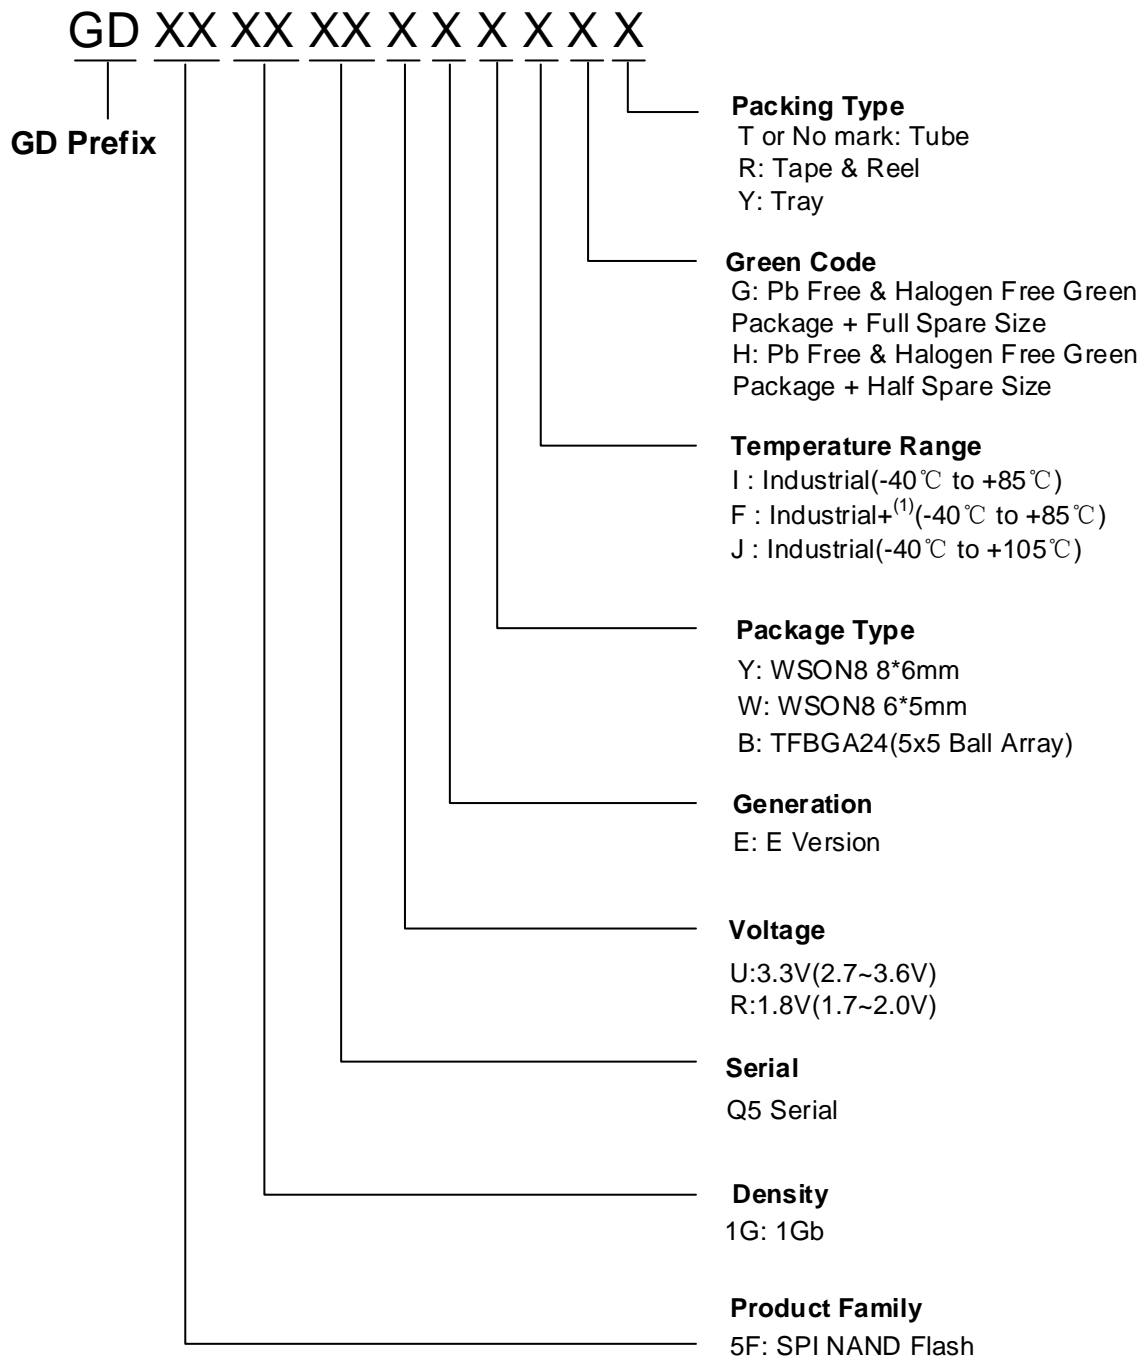 GD XX XX XX X X X X X X
GD Prefix
Packing Type
T or No mark: Tube
R: Tape & Reel
Y: Tray
Green Code
G: Pb Free & Halogen Free Green
Package + Full Spare Size
H: Pb Free & Halogen Free Green
Package + Half Spare Size
Temperature Range
I : Industrial(-40℃ to +85℃)
F : Industrial+(1)(-40℃ to +85℃)
J : Industrial(-40℃ to +105℃)
Package Type
Y: WSON8 8*6mm
W: WSON8 6*5mm
B: TFBGA24(5x5 Ball Array)
Generation
E: E Version
Voltage
U:3.3V(2.7~3.6V)
R:1.8V(1.7~2.0V)
Serial
Q5 Serial
Density
1G: 1Gb
Product Family
5F: SPI NAND Flash